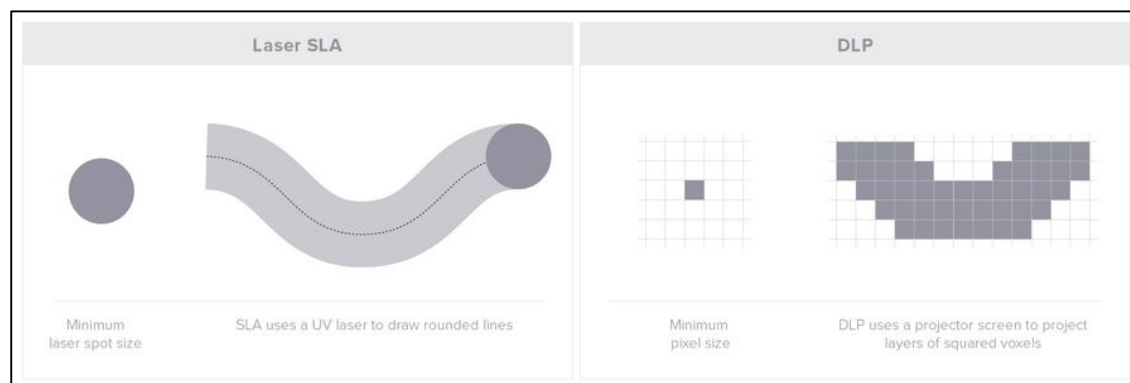 Laser SLA
Minimum
laser spot size
SLA uses a UV laser to draw rounded lines
DLP
Minimum
pixel size
DLP uses a projector screen to project
layers of squared voxels